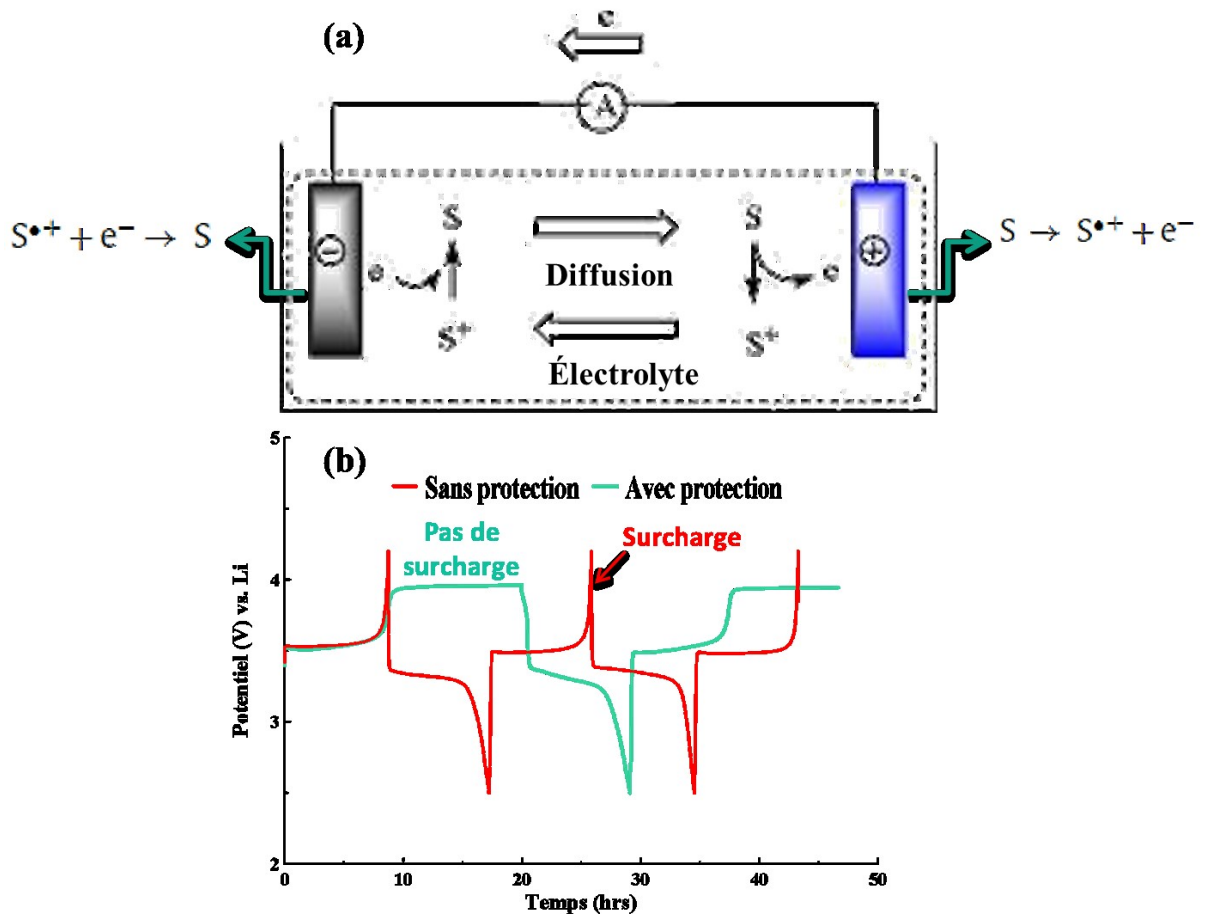 (a)
e
A
S•+ + e− → S
S
S
S → S•+ + e−
−
+
e
Diffusion
e
S+
S+
Électrolyte
(b)
Sans protection
Avec protection
Pas de
surcharge
Surcharge
Potentiel (V) vs. Li
5
4
3
2
0
10
20
30
40
50
Temps (hrs)